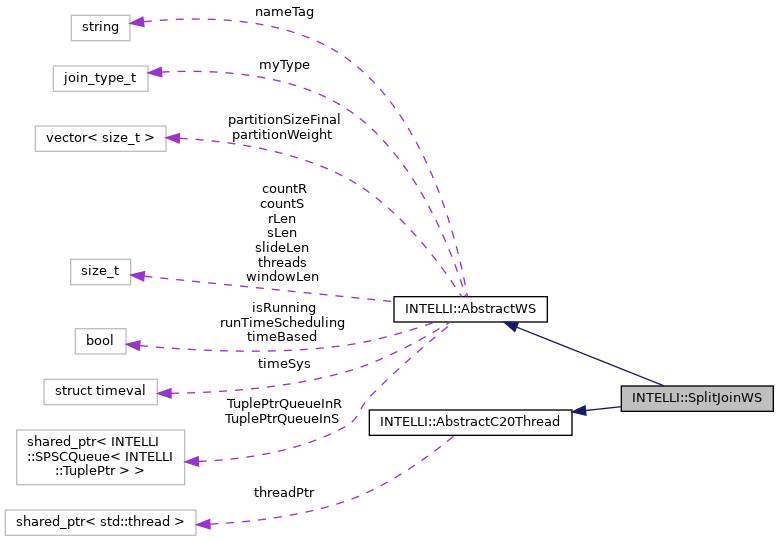 nameTag
string
myType
join_type_t
partitionSizeFinal
partitionWeight
vector< size_t >
countR
countS
rLen
sLen
slideLen
threads
windowLen
size_t
INTELLI::AbstractWS
isRunning
runTimeScheduling
timeBased
bool
timeSys
struct timeval
INTELLI::SplitJoinWS
TuplePtrQueueInR
TuplePtrQueueInS
INTELLI::AbstractC20Thread
shared_ptr< INTELLI
::SPSCQueue< INTELLI
::TuplePtr > >
threadPtr
shared_ptr< std::thread >